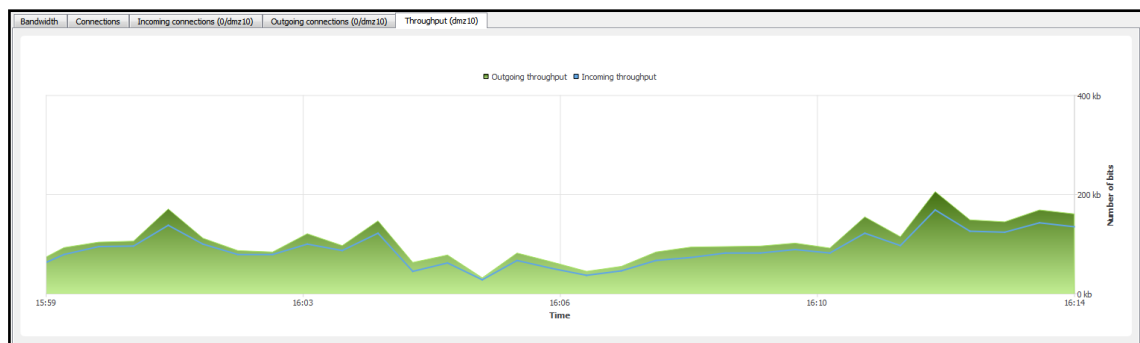 Bandwidth Connections Incoming connections (0/dmz10) Outgoing connections (0/dmz10) Throughput (dmz10)
Outgoing throughput Incoming throughput
400 kb
200 kb
Number of bits
0 kb
15:59 16:03 16:06 16:10 16:14
Time